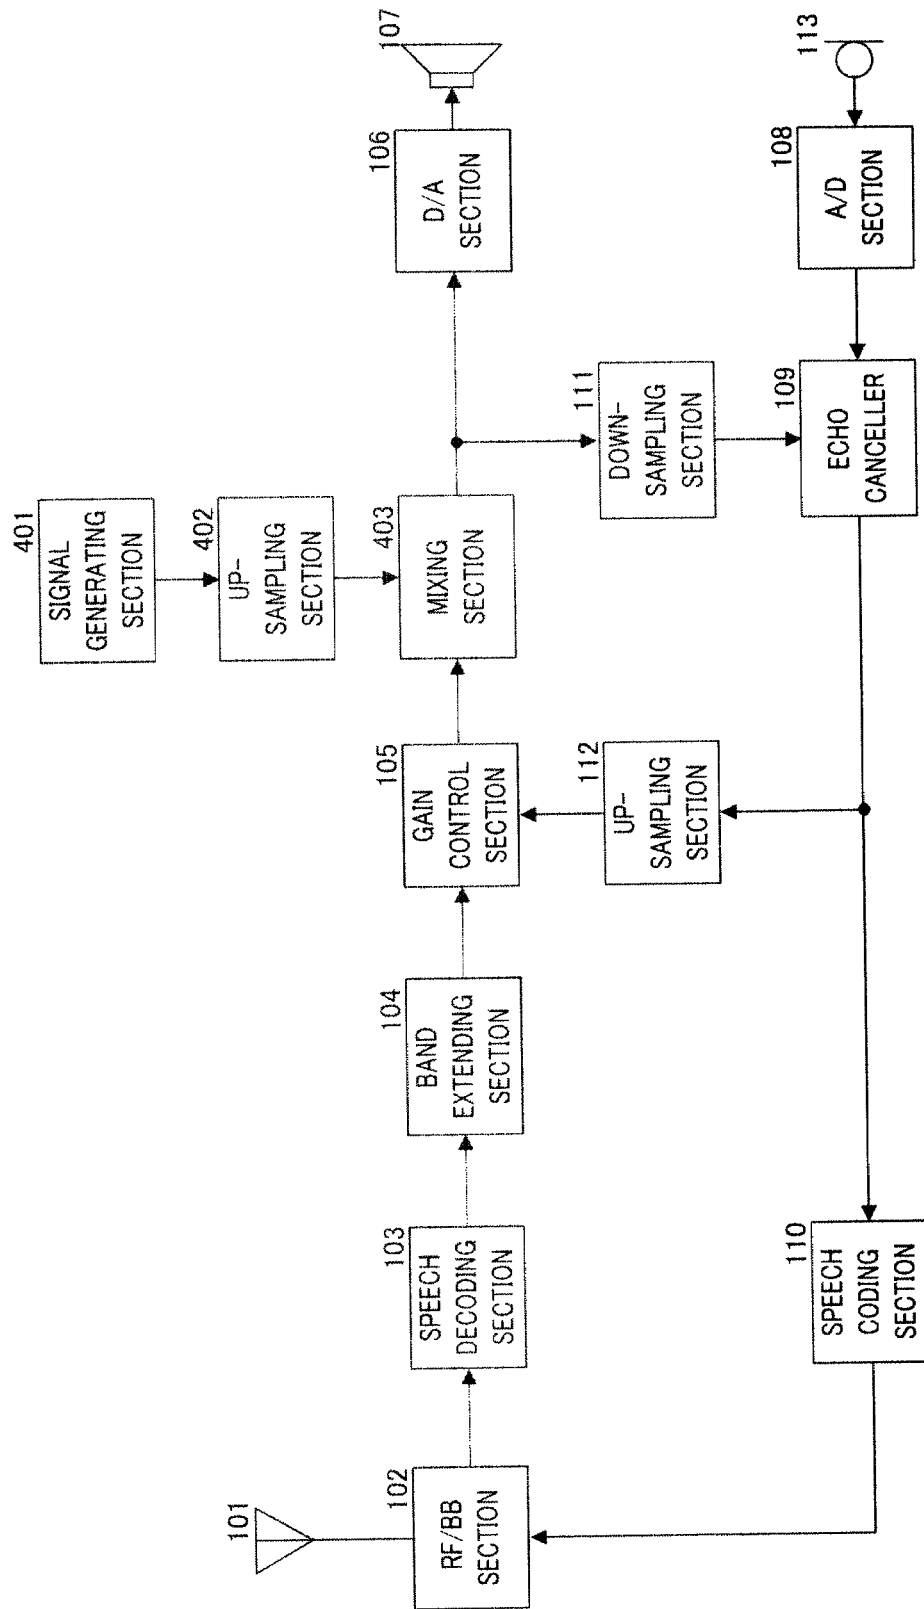 101
102
RF/BB
SECTION
103
SPEECH
DECODING
SECTION
104
BAND
EXTENDING
SECTION
105
GAIN
CONTROL
SECTION
401
SIGNAL
GENERATING
SECTION
402
UP-
SAMPLING
SECTION
403
MIXING
SECTION
106
D/A
SECTION
107
112
UP-
SAMPLING
SECTION
111
DOWN-
SAMPLING
SECTION
110
SPEECH
CODING
SECTION
109
ECHO
CANCELLER
108
A/D
SECTION
113